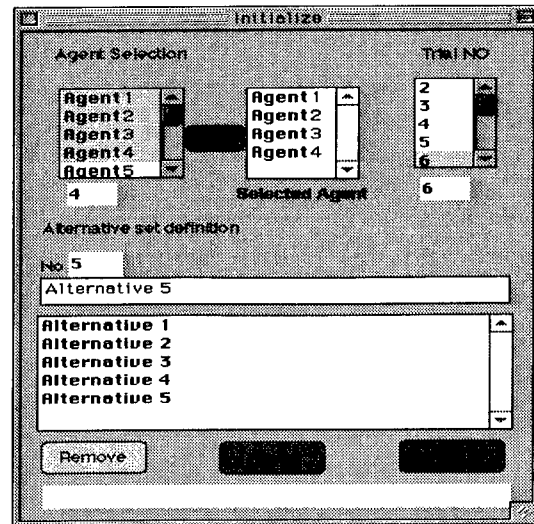 Initialize
Agent Selection
Trial NO
Agent1
Agent2
Agent3
Agent4
Agent5
Agent1
Agent2
Agent3
Agent4
2
3
4
5
6
4
Selected Agent
6
Alternative set definition
No 5
Alternative 5
Alternative 1
Alternative 2
Alternative 3
Alternative 4
Alternative 5
Remove